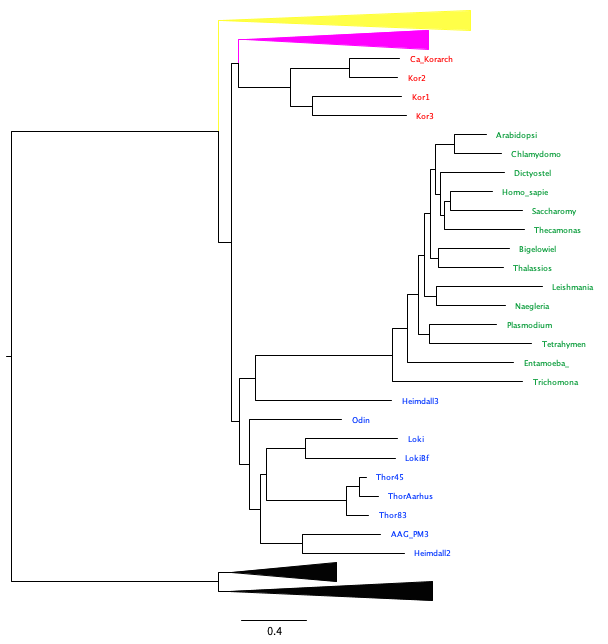 Ca_Korarch
Kor2
Kor1
Kor3
Arabidopsi
Chlamydomo
Dictyostel
Homo_sapie
Saccharomy
Thecamonas
Bigelowiel
Thalassios
Leishmania
Naegleria
Plasmodium
Tetrahymen
Entamoeba_
Trichomona
Heimdall3
Odin
Loki
LokiBf
Thor45
ThorAarhus
Thor83
AAG_PM3
Heimdall2
0.4